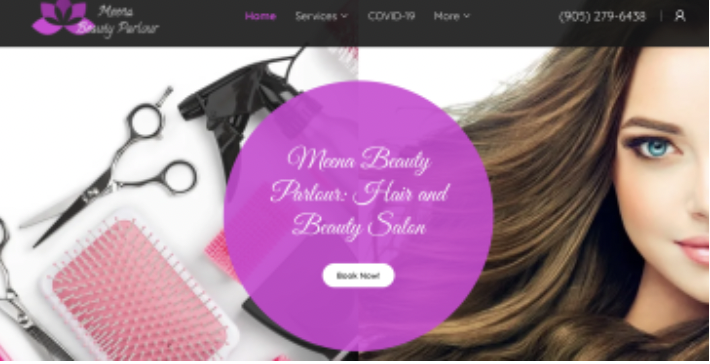 Meena
Beauty Parlour
Home Services COVID-19 More (905) 279-6438
Meena Beauty
Parlour: Hair and
Beauty Salon
Book Now!